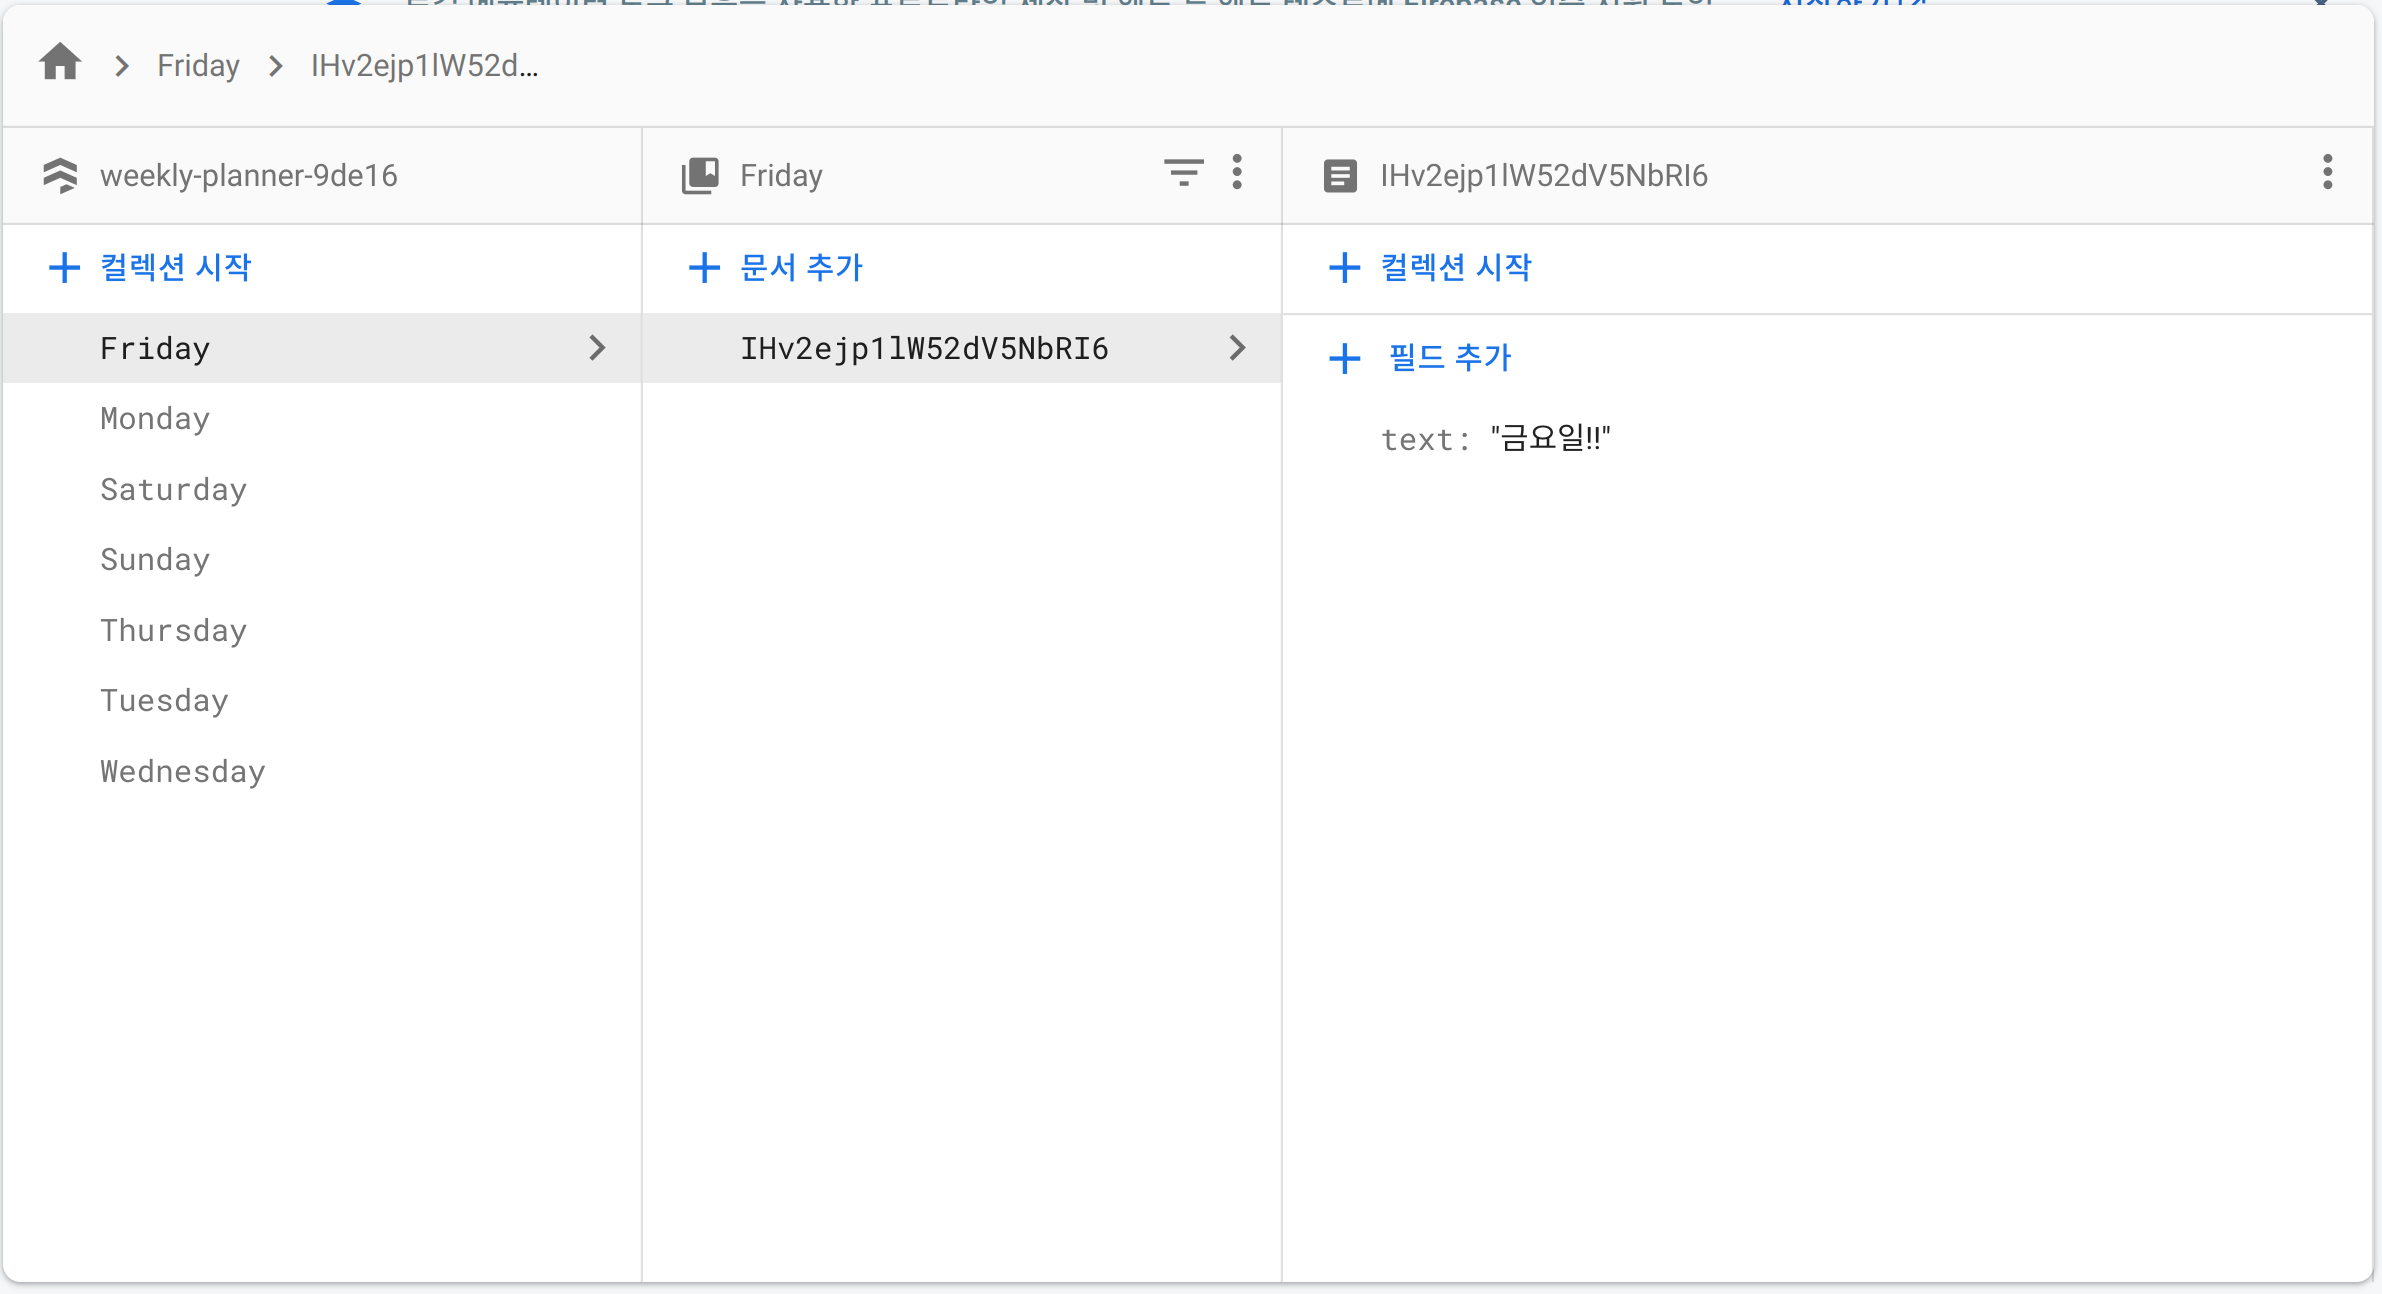 Friday
IHv2ejp1lW52d...
weekly-planner-9de16
Friday
IHv2ejp1lW52dV5NbRI6
컬렉션 시작
문서 추가
컬렉션 시작
Friday
IHv2ejp1lW52dV5NbRI6
필드 추가
Monday
text: "금요일!!"
Saturday
Sunday
Thursday
Tuesday
Wednesday